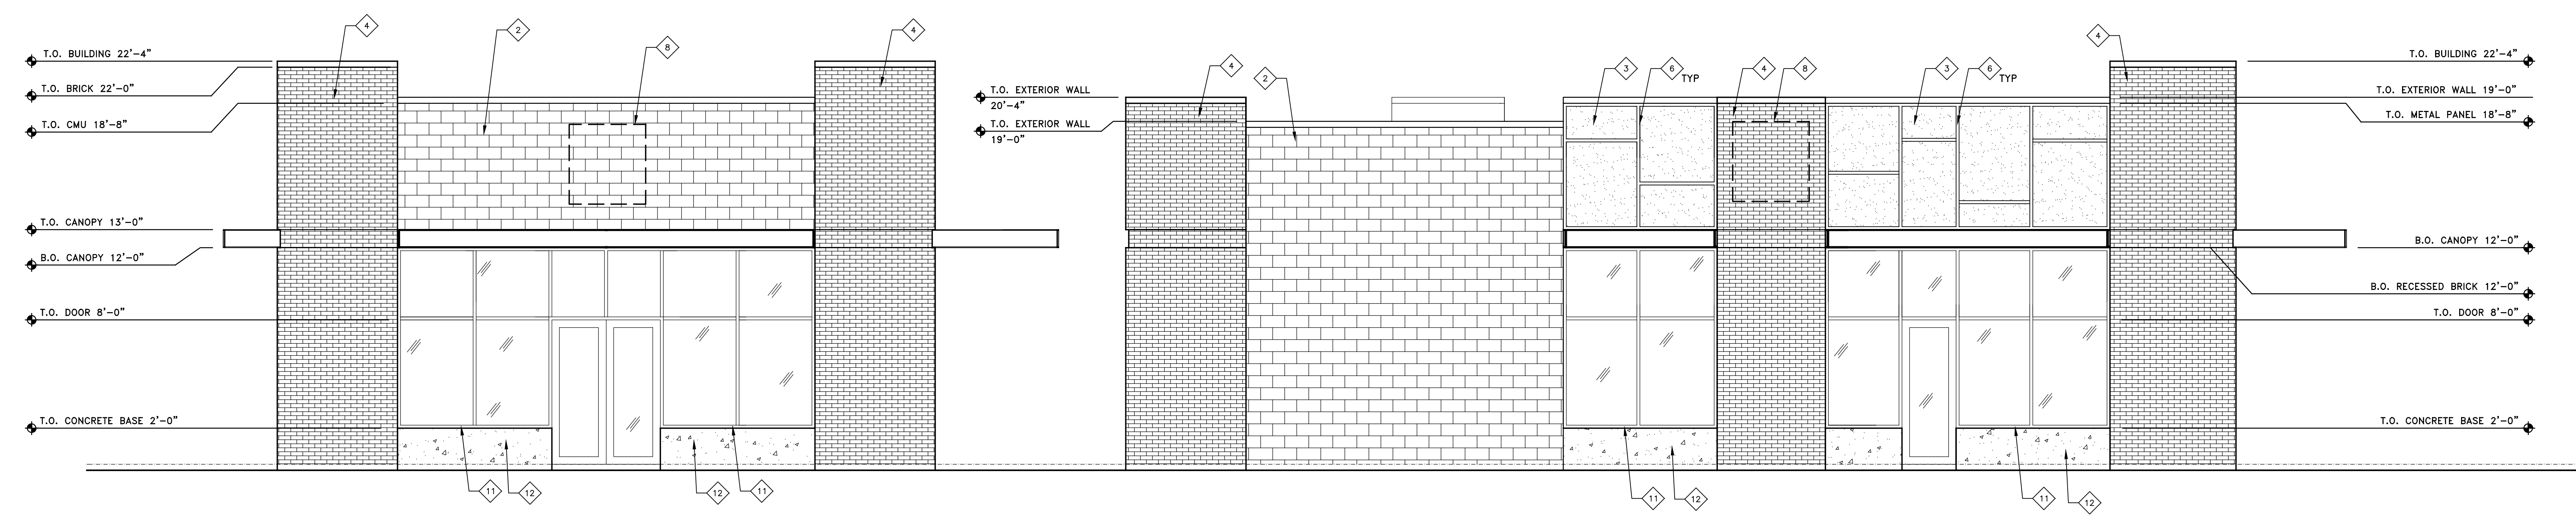 4
2
8
4
T.O. BUILDING 22'-4"
T.O. BRICK 22'-0"
T.O. CMU 18'-8"
T.O. CANOPY 13'-0"
B.O. CANOPY 12'-0"
T.O. DOOR 8'-0"
T.O. CONCRETE BASE 2'-0"
11
12
12
11
T.O. EXTERIOR WALL
20'-4"
T.O. EXTERIOR WALL
19'-0"
4
2
3
6
TYP
4
8
3
6
TYP
4
T.O. BUILDING 22'-4"
T.O. EXTERIOR WALL 19'-0"
T.O. METAL PANEL 18'-8"
B.O. CANOPY 12'-0"
B.O. RECESSED BRICK 12'-0"
T.O. DOOR 8'-0"
T.O. CONCRETE BASE 2'-0"
11
12
11
12